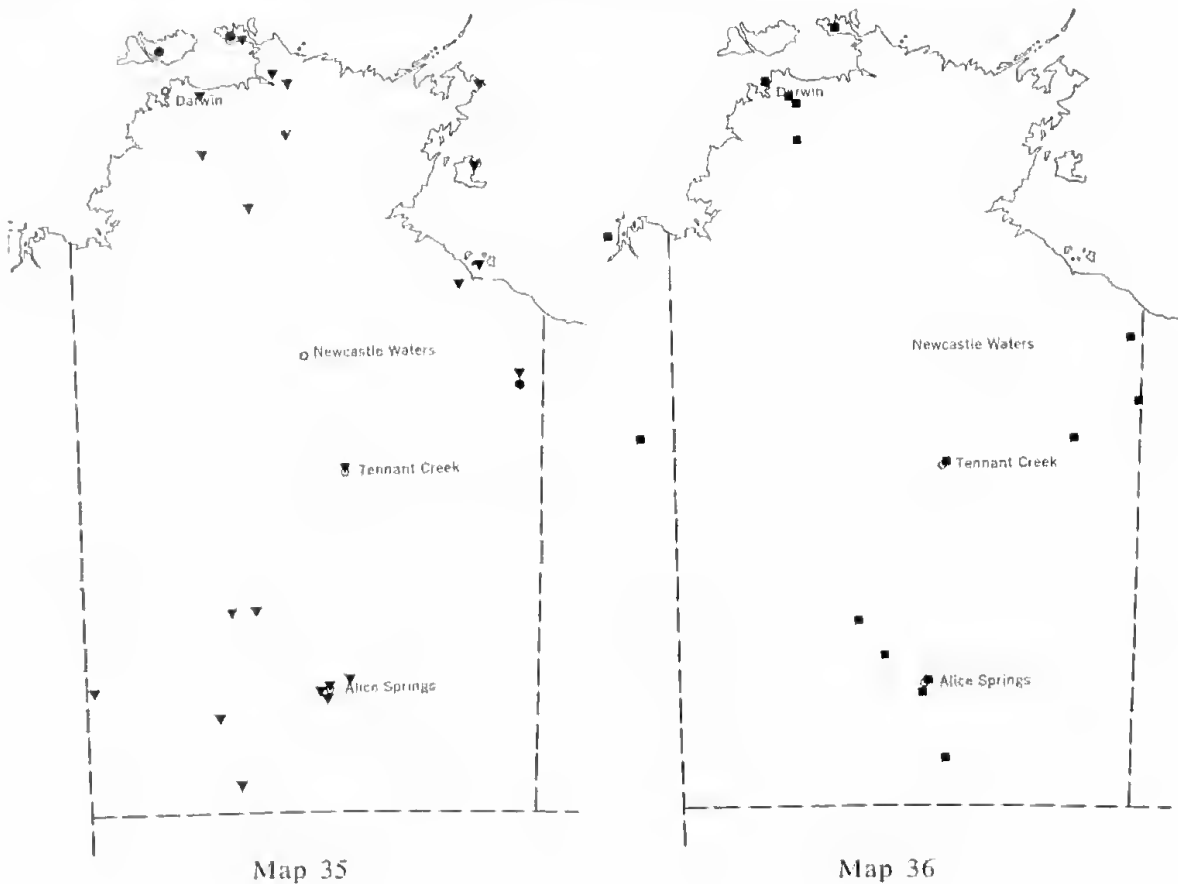 Darwin
Newcastle Waters
Tennant Creek
Alice Springs
Map 35
Darwin
Newcastle Waters
Tennant Creek
Alice Springs
Map 36